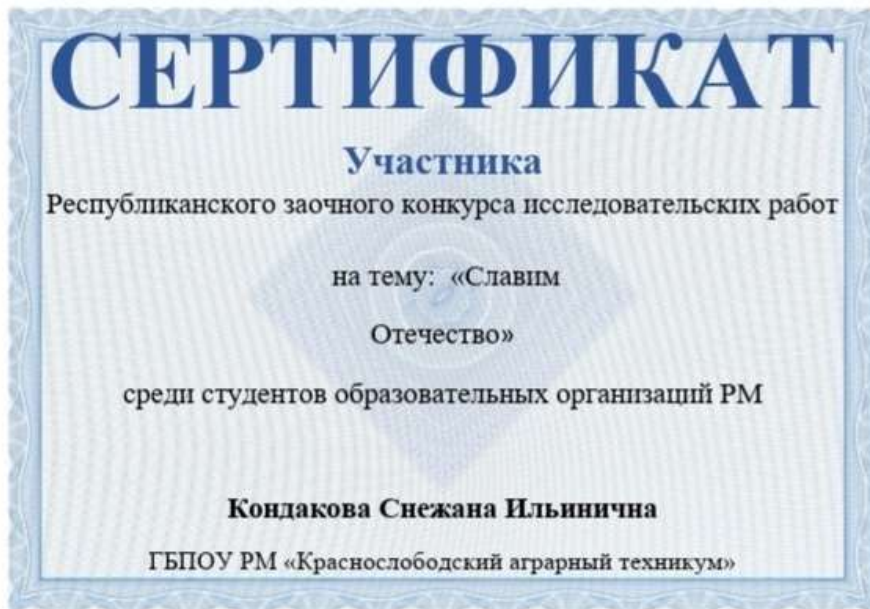 СЕРТИФИКАТ
Участника
Республиканского заочного конкурса исследовательских работ
на тему: «Славим
Отечество»
среди студентов образовательных организаций РМ
Кондакова Снежана Ильинична
ГБПОУ РМ «Краснослободский аграрный техникум»